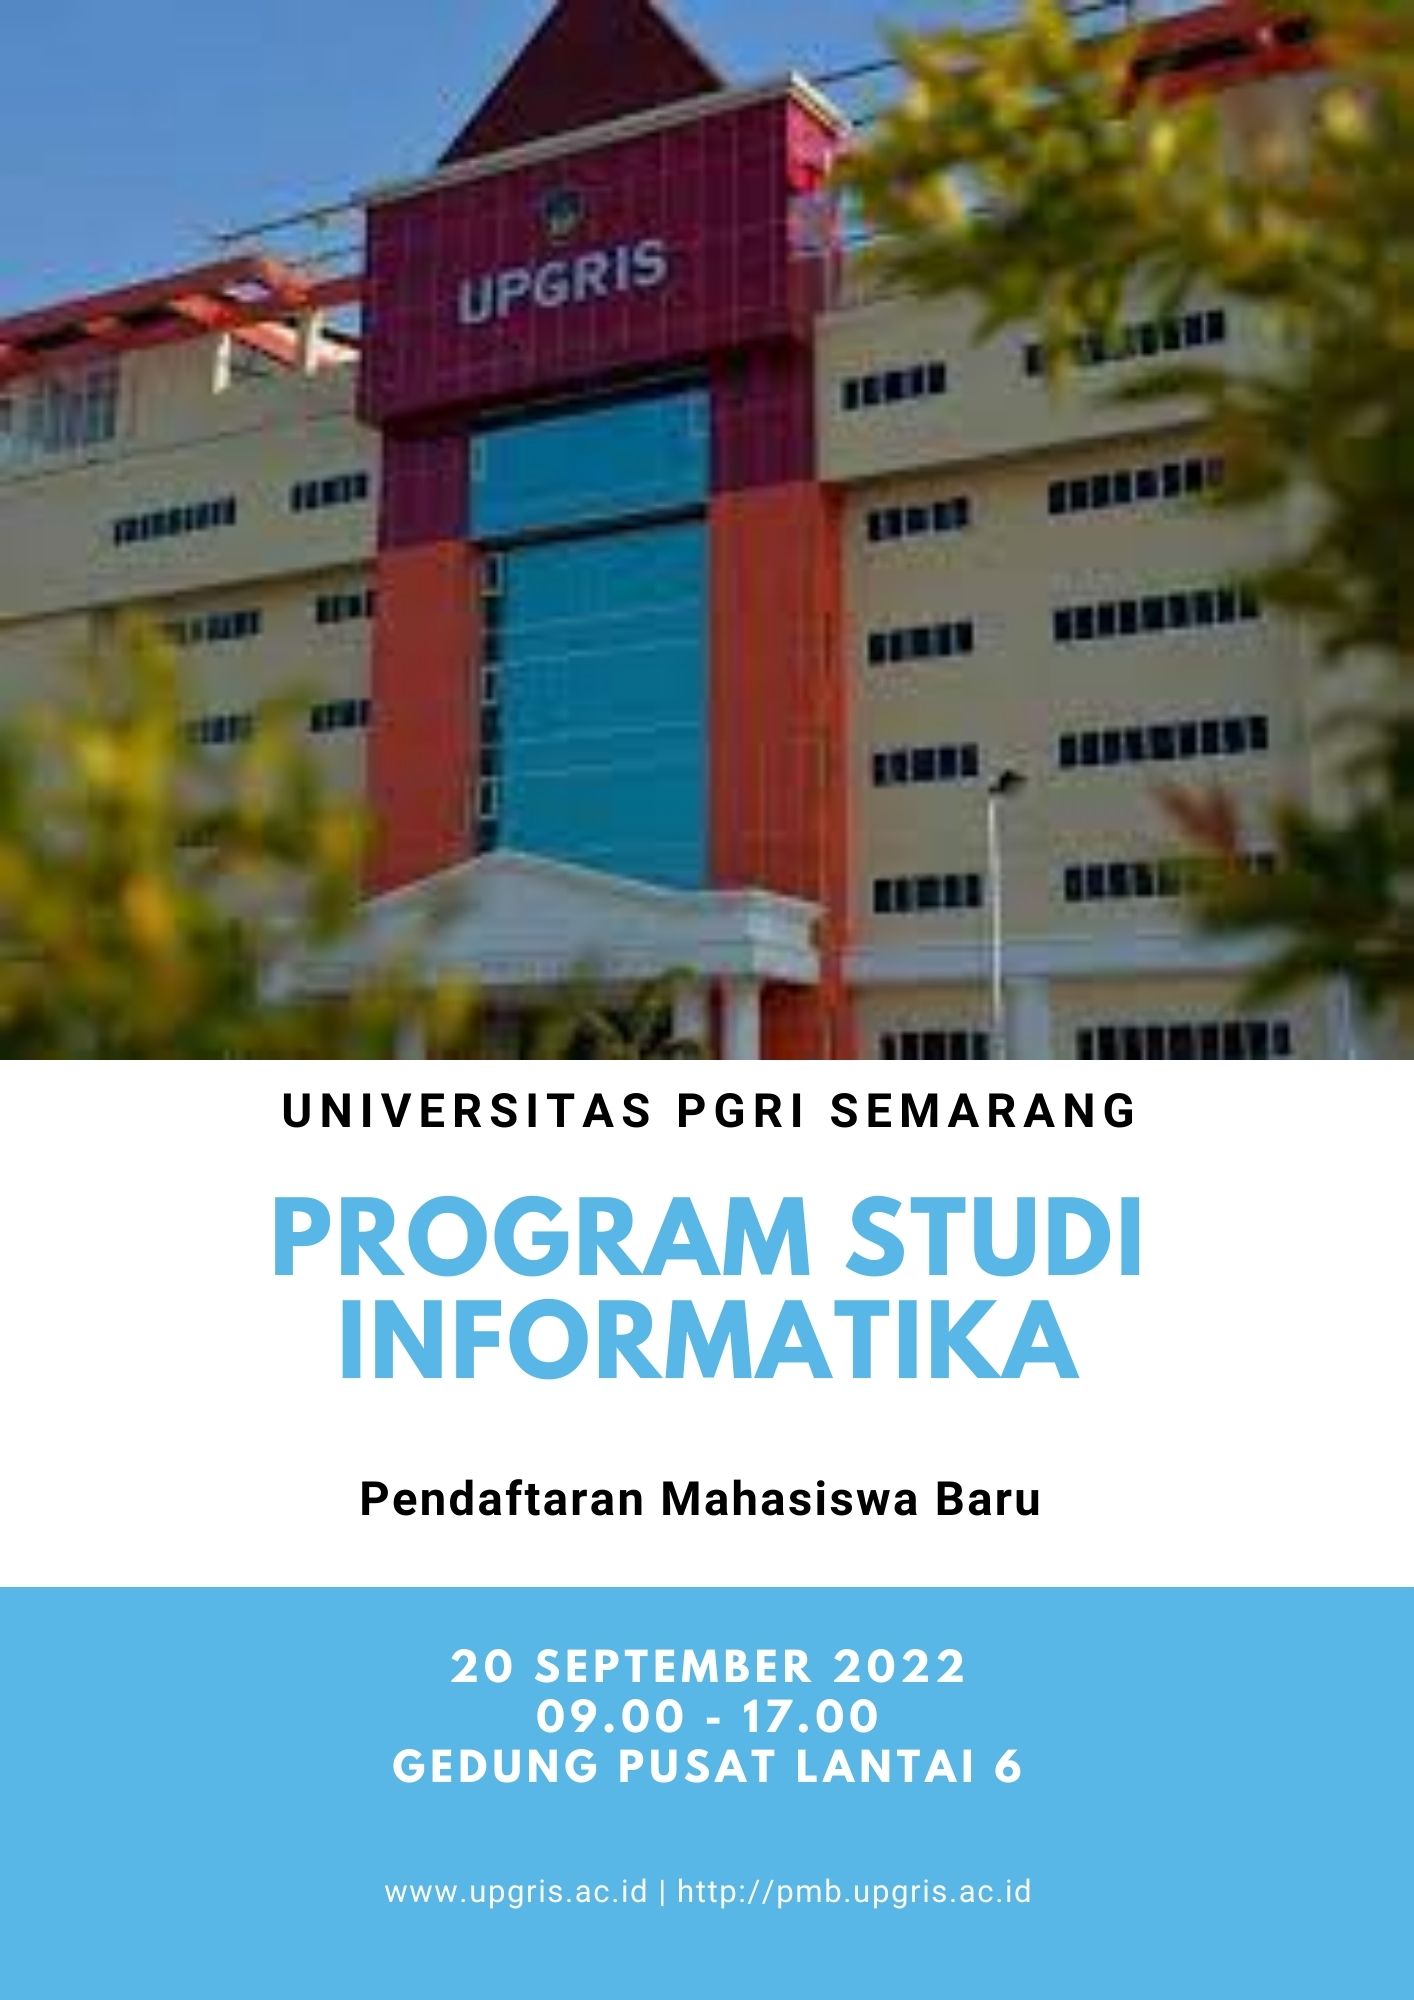 UPGRIS
UNIVERSITAS PGRI SEMARANG
PROGRAM STUDI
INFORMATIKA
Pendaftaran Mahasiswa Baru
20 SEPTEMBER 2022
09.00 - 17.00
GEDUNG PUSAT LANTAI 6
www.upgris.ac.id | http://pmb.upgris.ac.id